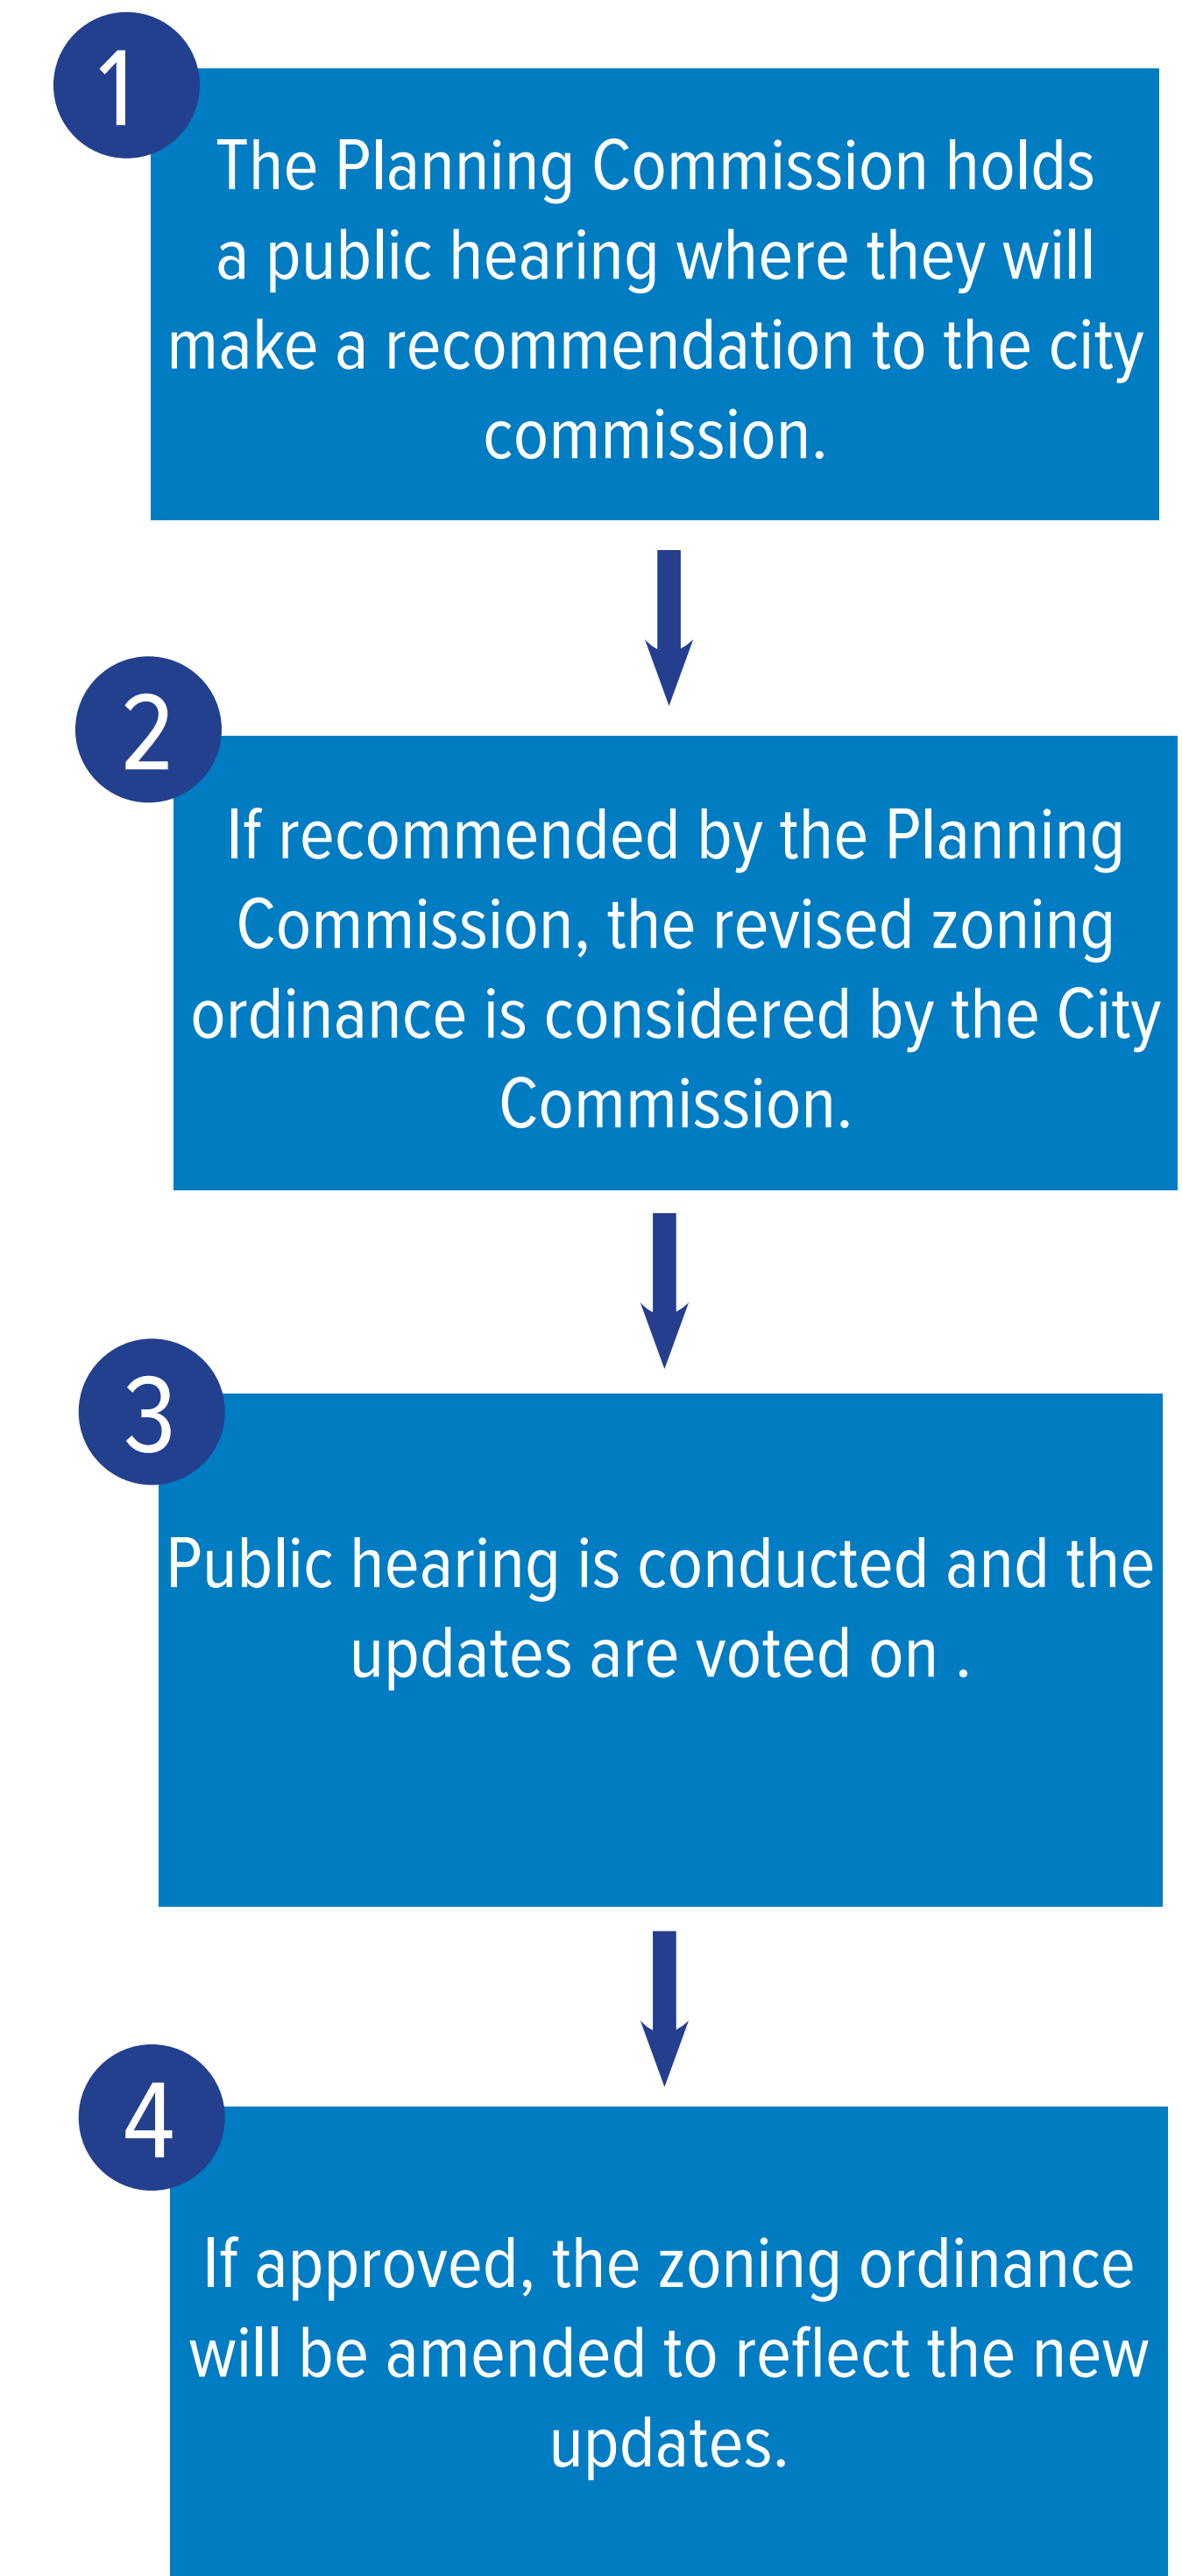 1
The Planning Commission holds
a public hearing where they will
make a recommendation to the city
commission.
2
If recommended by the Planning
Commission, the revised zoning
ordinance is considered by the City
Commission.
3
Public hearing is conducted and the
updates are voted on .
4
If approved, the zoning ordinance
will be amended to reflect the new
updates.